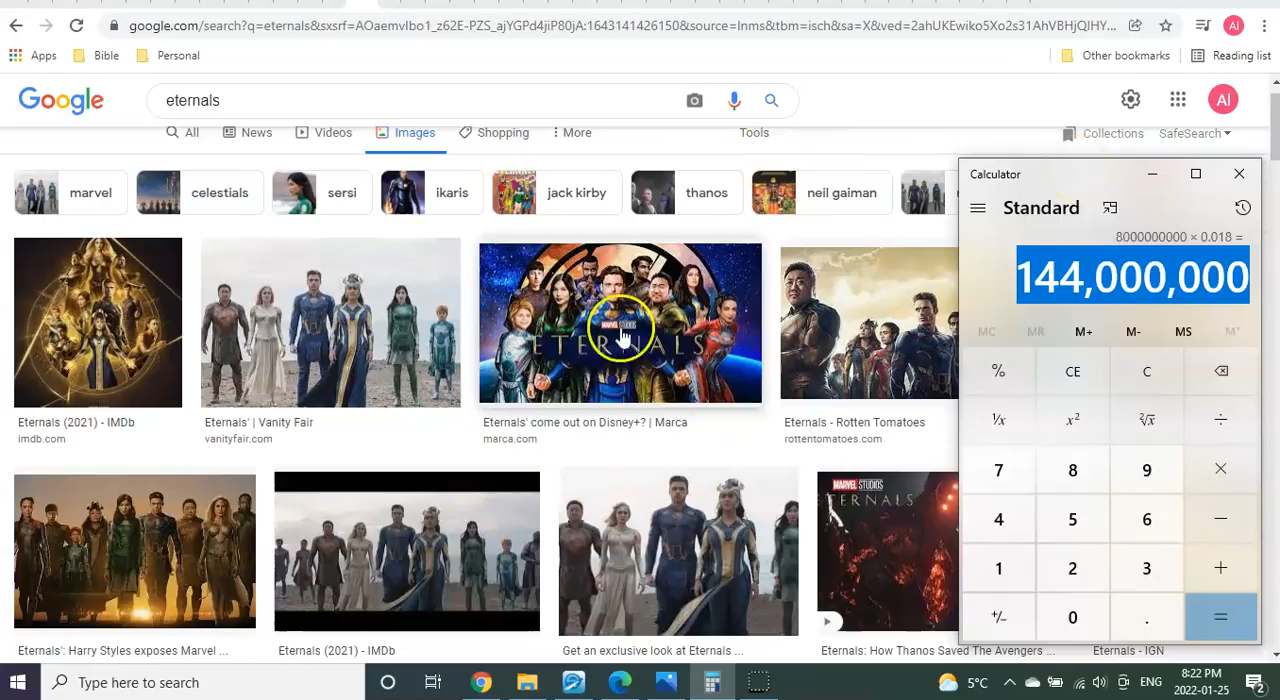 google.com/search?q=eternals&sxsrf=AOaemvIbo1_z62E-PZS_ajYGPd4jiP80jA:1643141426150&source=lnms&tbm=isch&sa=X&ved=2ahUKEwiko5Xo2s31AhVBHjQIHY...
AI
Apps Bible Personal Other bookmarks Reading list
Google eternals AI
All News Videos Images Shopping More Tools Collections SafeSearch
marvel celestials sersi ikaris jack kirby thanos neil gaiman
MARVEL STUDIOS
ETERNALS
Eternals (2021) - IMDb
imdb.com
Eternals' | Vanity Fair
vanityfair.com
Eternals' come out on Disney+? | Marca
marca.com
Eternals - Rotten Tomatoes
rottentomatoes.com
MARVEL STUDIOS
ETERNALS
Eternals': Harry Styles exposes Marvel ...
Eternals (2021) - IMDb
Get an exclusive look at Eternals ...
Eternals: How Thanos Saved The Avengers ...
Eternals - IGN
Calculator
Standard
8000000000 × 0.018 =
144,000,000
MC MR M+ M- MS M˅
% CE C
¹/x x² ²√x ÷
7 8 9 ×
4 5 6 −
1 2 3 +
+/− 0 . =
Type here to search
5°C ENG
8:22 PM
2022-01-25
2